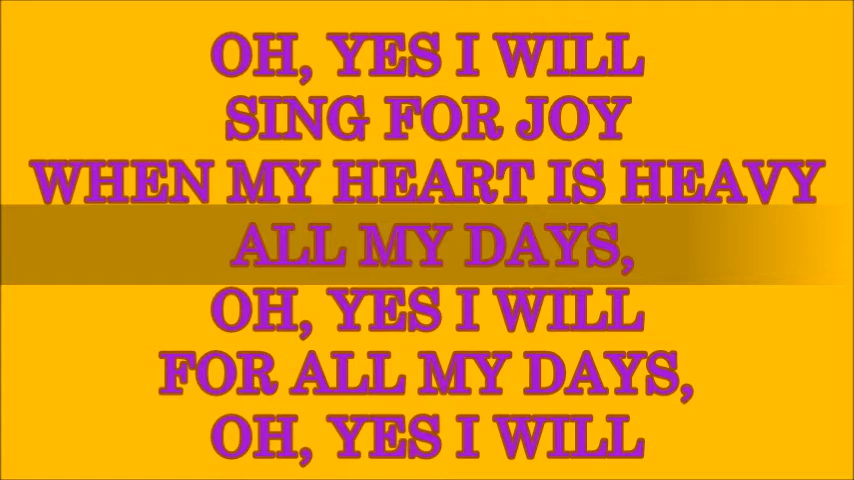 OH, YES I WILL
SING FOR JOY
WHEN MY HEART IS HEAVY
ALL MY DAYS,
OH, YES I WILL
FOR ALL MY DAYS,
OH, YES I WILL